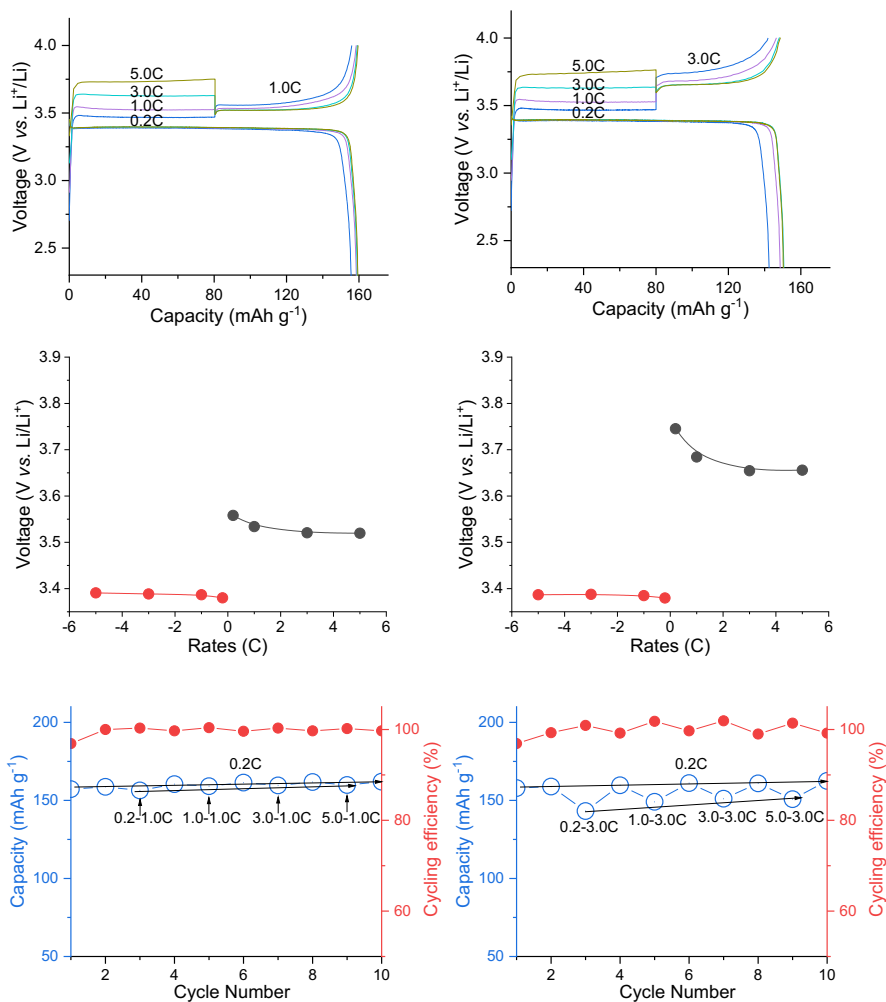 4.0
3.5
3.0
2.5
Voltage (V vs. Li⁺/Li)
5.0C
3.0C
1.0C
0.2C
1.0C
0 40 80 120 160
Capacity (mAh g⁻¹)
4.0
3.5
3.0
2.5
Voltage (V vs. Li⁺/Li)
5.0C
3.0C
1.0C
0.2C
3.0C
0 40 80 120 160
Capacity (mAh g⁻¹)
3.9
3.8
3.7
3.6
3.5
3.4
Voltage (V vs. Li/Li⁺)
-6 -4 -2 0 2 4 6
Rates (C)
3.9
3.8
3.7
3.6
3.5
3.4
Voltage (V vs. Li/Li⁺)
-6 -4 -2 0 2 4 6
Rates (C)
200
150
100
50
Capacity (mAh g⁻¹)
0.2C
0.2-1.0C 1.0-1.0C 3.0-1.0C 5.0-1.0C
100
80
60
Cycling efficiency (%)
2 4 6 8 10
Cycle Number
200
150
100
50
Capacity (mAh g⁻¹)
0.2C
0.2-3.0C 1.0-3.0C 3.0-3.0C 5.0-3.0C
100
80
60
Cycling efficiency (%)
2 4 6 8 10
Cycle Number